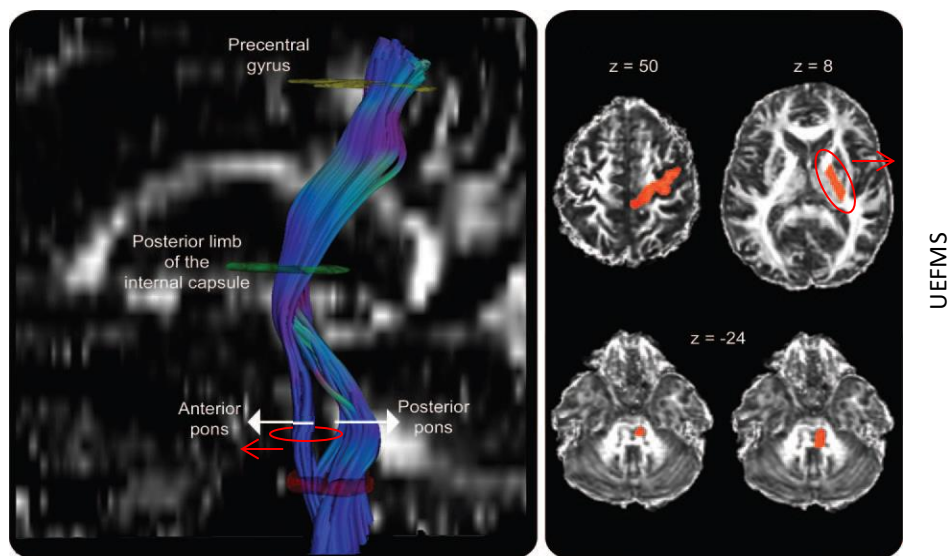 Precentral
gyrus
Posterior limb
of the
internal capsule
Anterior
pons
Posterior
pons
z = 50
z = 8
z = -24
UEFMS